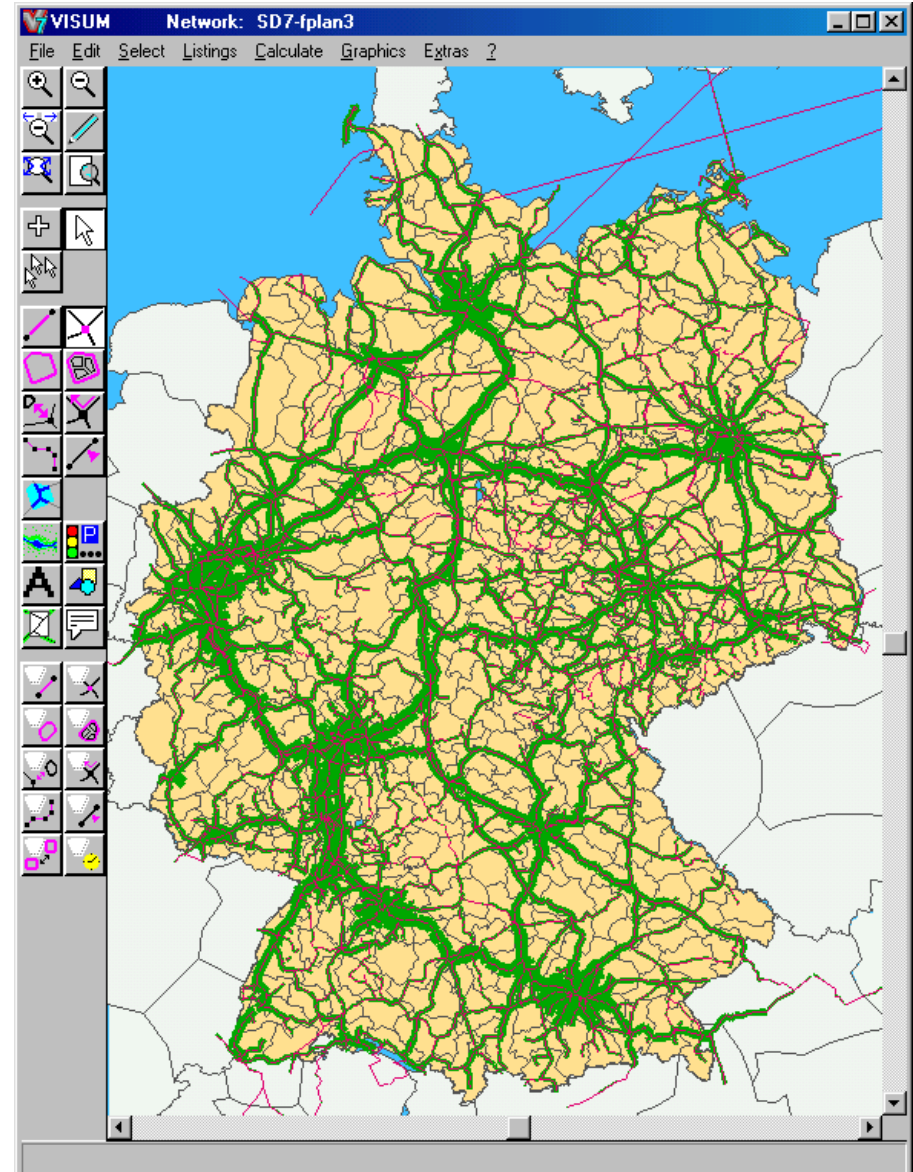 VISUM Network: SD7-fplan3
File Edit Select Listings Calculate Graphics Extras ?
P
A